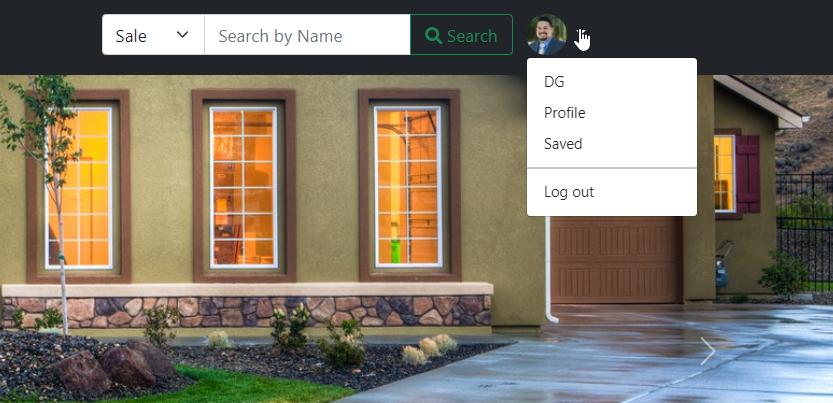 Sale
Search by Name
Search
DG
Profile
Saved
Log out